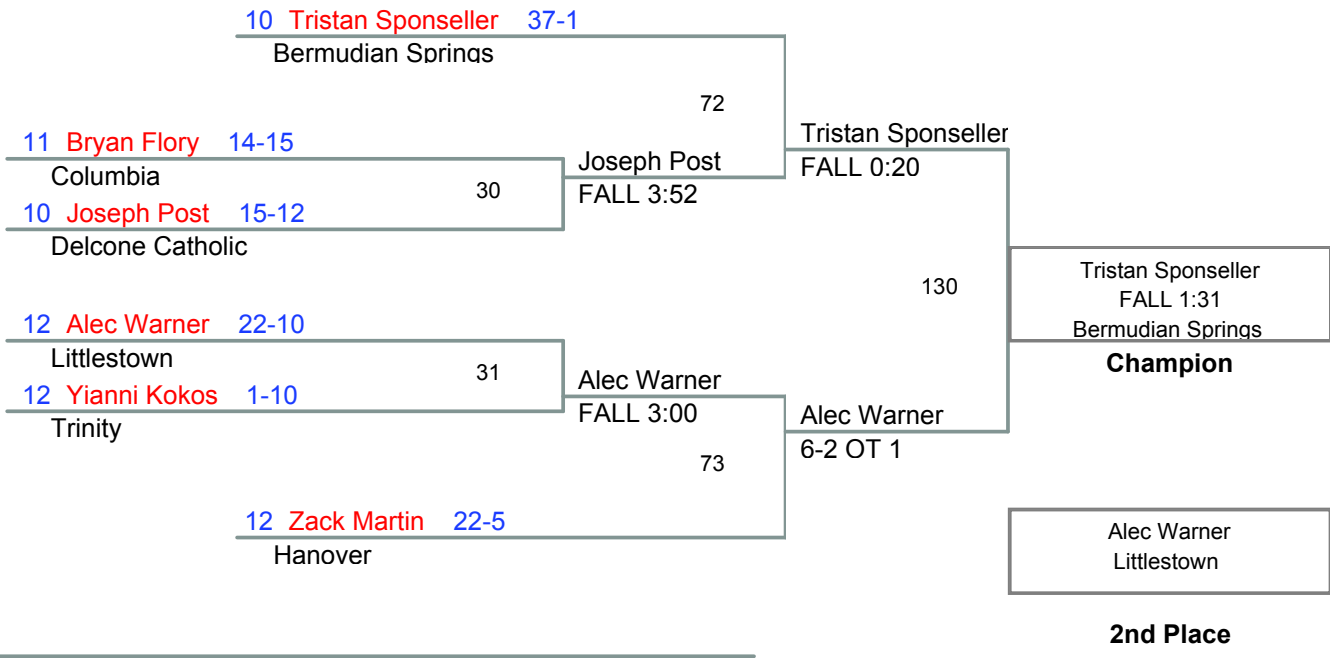 10 Tristan Sponseller 37-1
Bermudian Springs
72
11 Bryan Flory 14-15
Columbia
30
10 Joseph Post 15-12
Delcone Catholic
Joseph Post
FALL 3:52
Tristan Sponseller
FALL 0:20
130
12 Alec Warner 22-10
Littlestown
31
12 Yianni Kokos 1-10
Trinity
Alec Warner
FALL 3:00
73
Alec Warner
6-2 OT 1
12 Zack Martin 22-5
Hanover
Tristan Sponseller
FALL 1:31
Bermudian Springs
Champion
Alec Warner
Littlestown
2nd Place